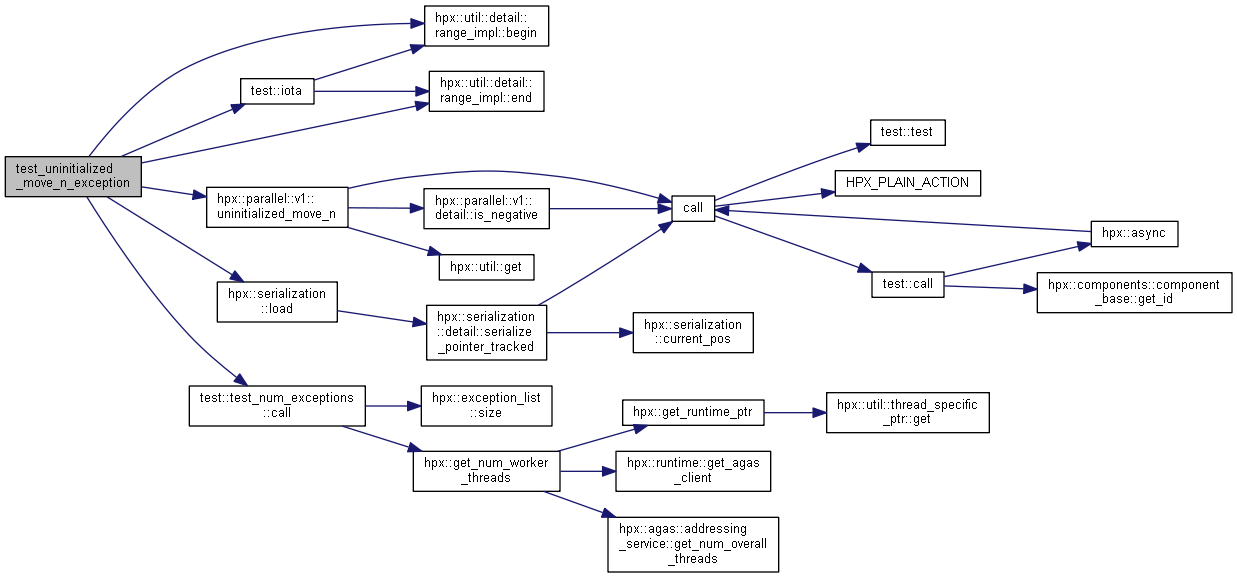 test_uninitialized
_move_n_exception
hpx::util::detail::
range_impl::begin
test::iota
hpx::util::detail::
range_impl::end
hpx::parallel::v1::
uninitialized_move_n
hpx::parallel::v1::
detail::is_negative
hpx::util::get
hpx::serialization
::load
hpx::serialization
::detail::serialize
_pointer_tracked
hpx::serialization
::current_pos
call
test::test
HPX_PLAIN_ACTION
test::call
hpx::async
hpx::components::component
_base::get_id
test::test_num_exceptions
::call
hpx::exception_list
::size
hpx::get_num_worker
_threads
hpx::get_runtime_ptr
hpx::util::thread_specific
_ptr::get
hpx::runtime::get_agas
_client
hpx::agas::addressing
_service::get_num_overall
_threads